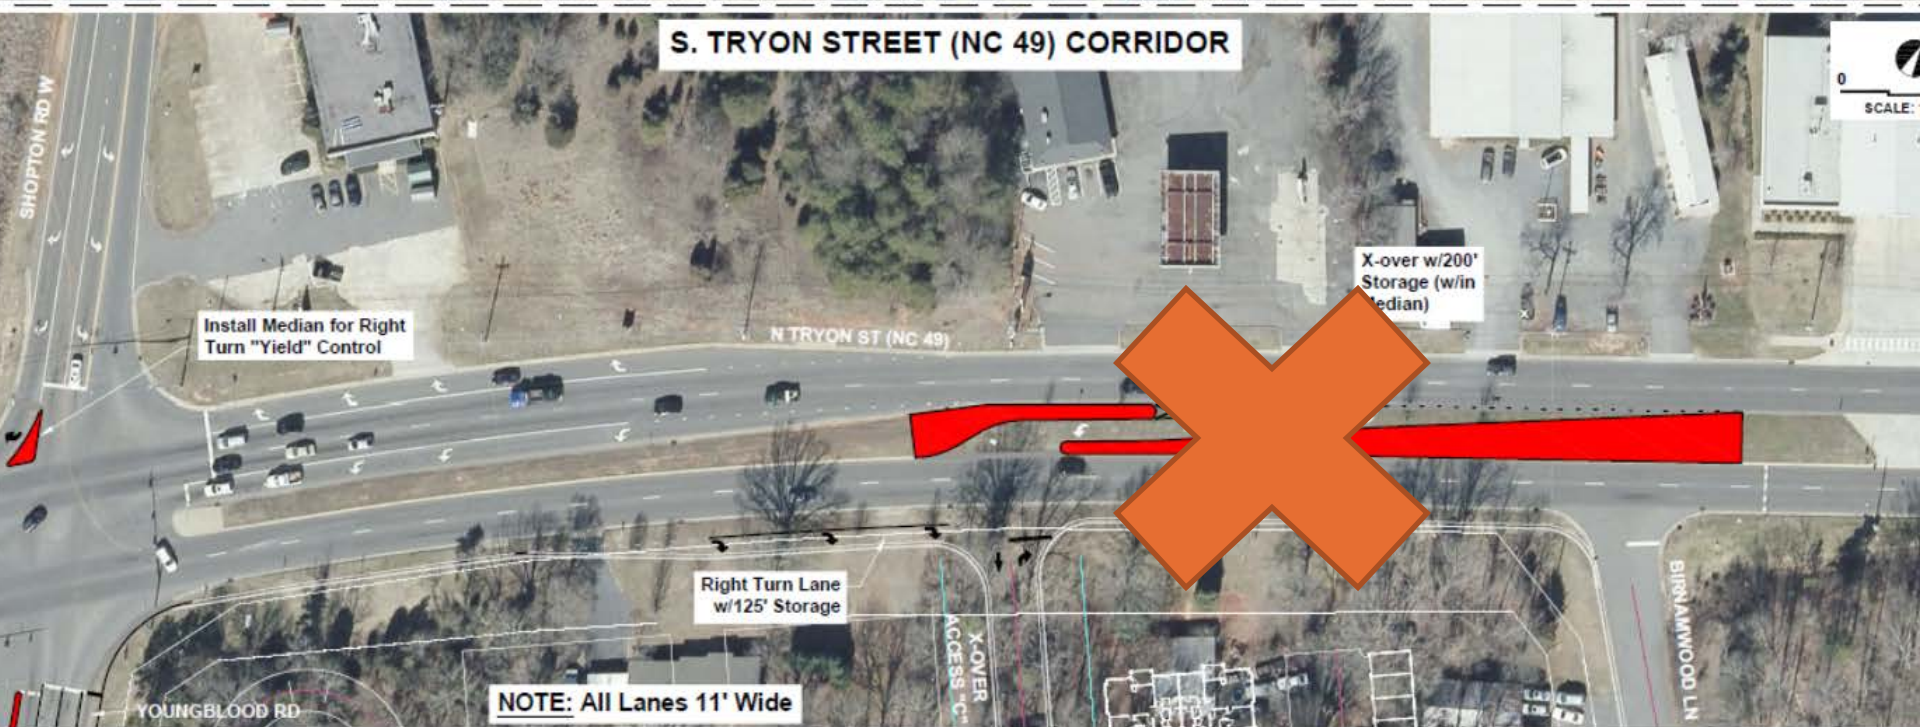 S. TRYON STREET (NC 49) CORRIDOR
0
SCALE:
SHOPTON RD W
X-over w/200'
Storage (w/in
edian)
Install Median for Right
Turn "Yield" Control
N TRYON ST (NC 49)
Right Turn Lane
w/125' Storage
X-OVER
ACCESS "C"
BIRNAMWOOD LN
NOTE: All Lanes 11' Wide
YOUNGBLOOD RD